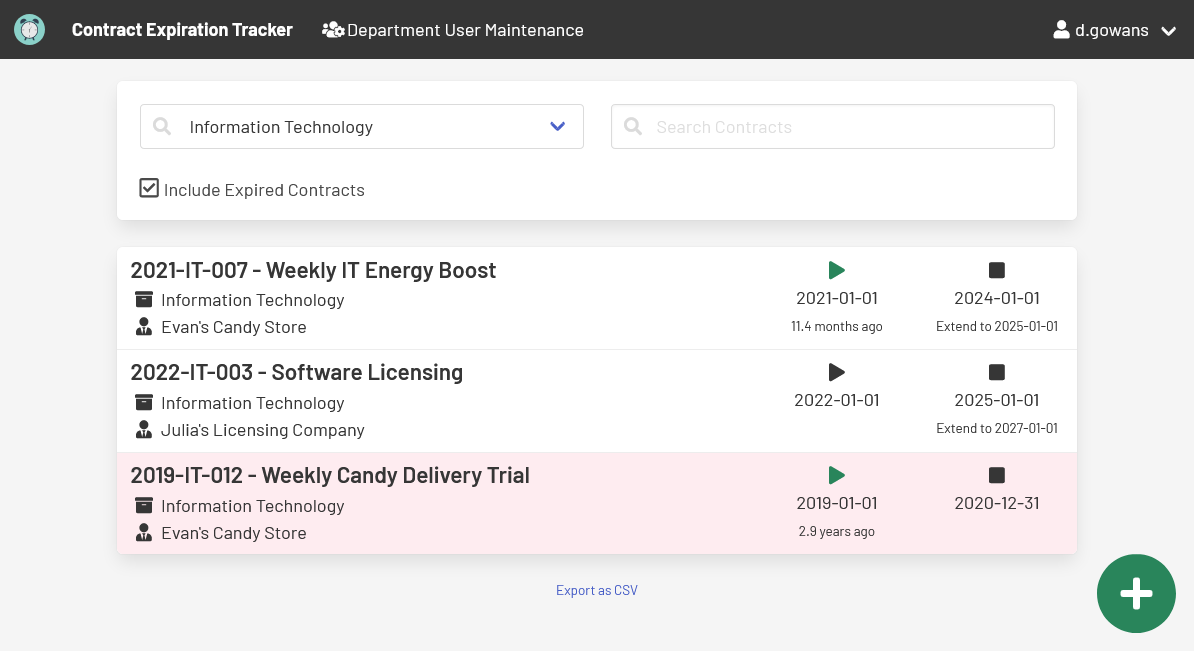 Contract Expiration Tracker
Department User Maintenance
d.gowans
Information Technology
Search Contracts
Include Expired Contracts
2021-IT-007 - Weekly IT Energy Boost
Information Technology
Evan's Candy Store
2021-01-01
11.4 months ago
2024-01-01
Extend to 2025-01-01
2022-IT-003 - Software Licensing
Information Technology
Julia's Licensing Company
2022-01-01
2025-01-01
Extend to 2027-01-01
2019-IT-012 - Weekly Candy Delivery Trial
Information Technology
Evan's Candy Store
2019-01-01
2.9 years ago
2020-12-31
Export as CSV